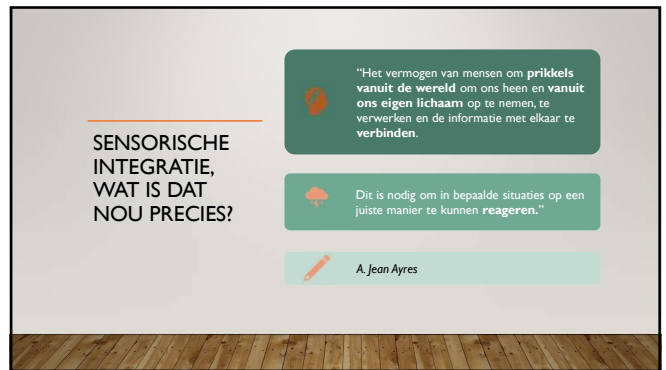 SENSORISCHE
INTEGRATIE,
WAT IS DAT
NOU PRECIES?
“Het vermogen van mensen om prikkels
vanuit de wereld om ons heen en vanuit
ons eigen lichaam op te nemen, te
verwerken en de informatie met elkaar te
verbinden.
Dit is nodig om in bepaalde situaties op een
juiste manier te kunnen reageren.”
A. Jean Ayres